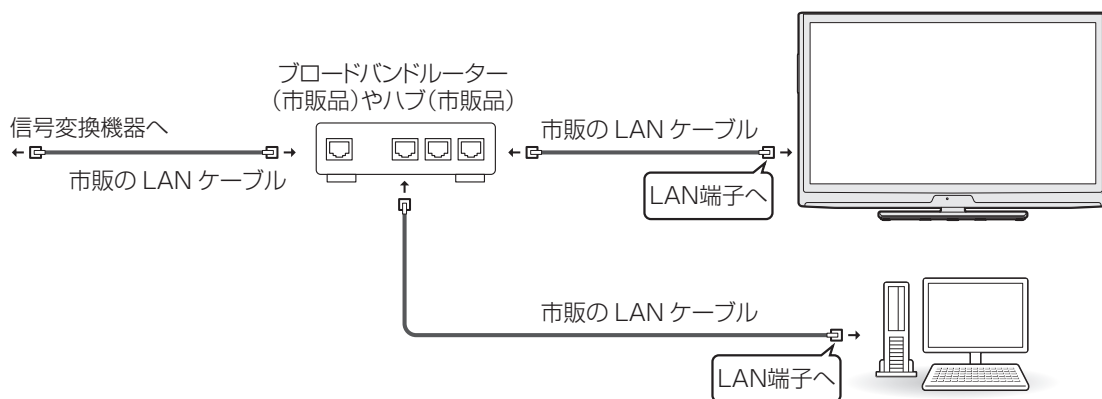 ブロードバンドルーター
（市販品）やハブ（市販品）
信号変換機器へ
市販の LAN ケーブル
市販の LAN ケーブル
LAN端子へ
市販の LAN ケーブル
LAN端子へ